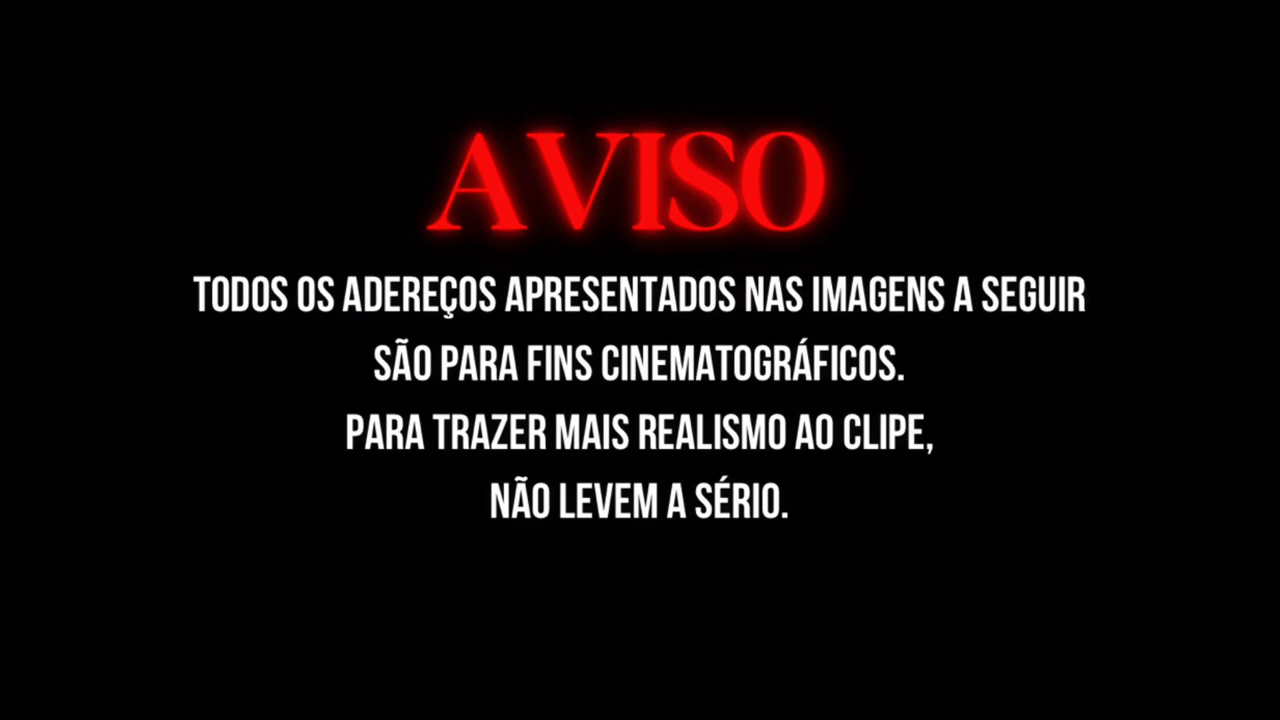 AVISO
TODOS OS ADEREÇOS APRESENTADOS NAS IMAGENS A SEGUIR
SÃO PARA FINS CINEMATOGRÁFICOS.
PARA TRAZER MAIS REALISMO AO CLIPE,
NÃO LEVEM A SÉRIO.